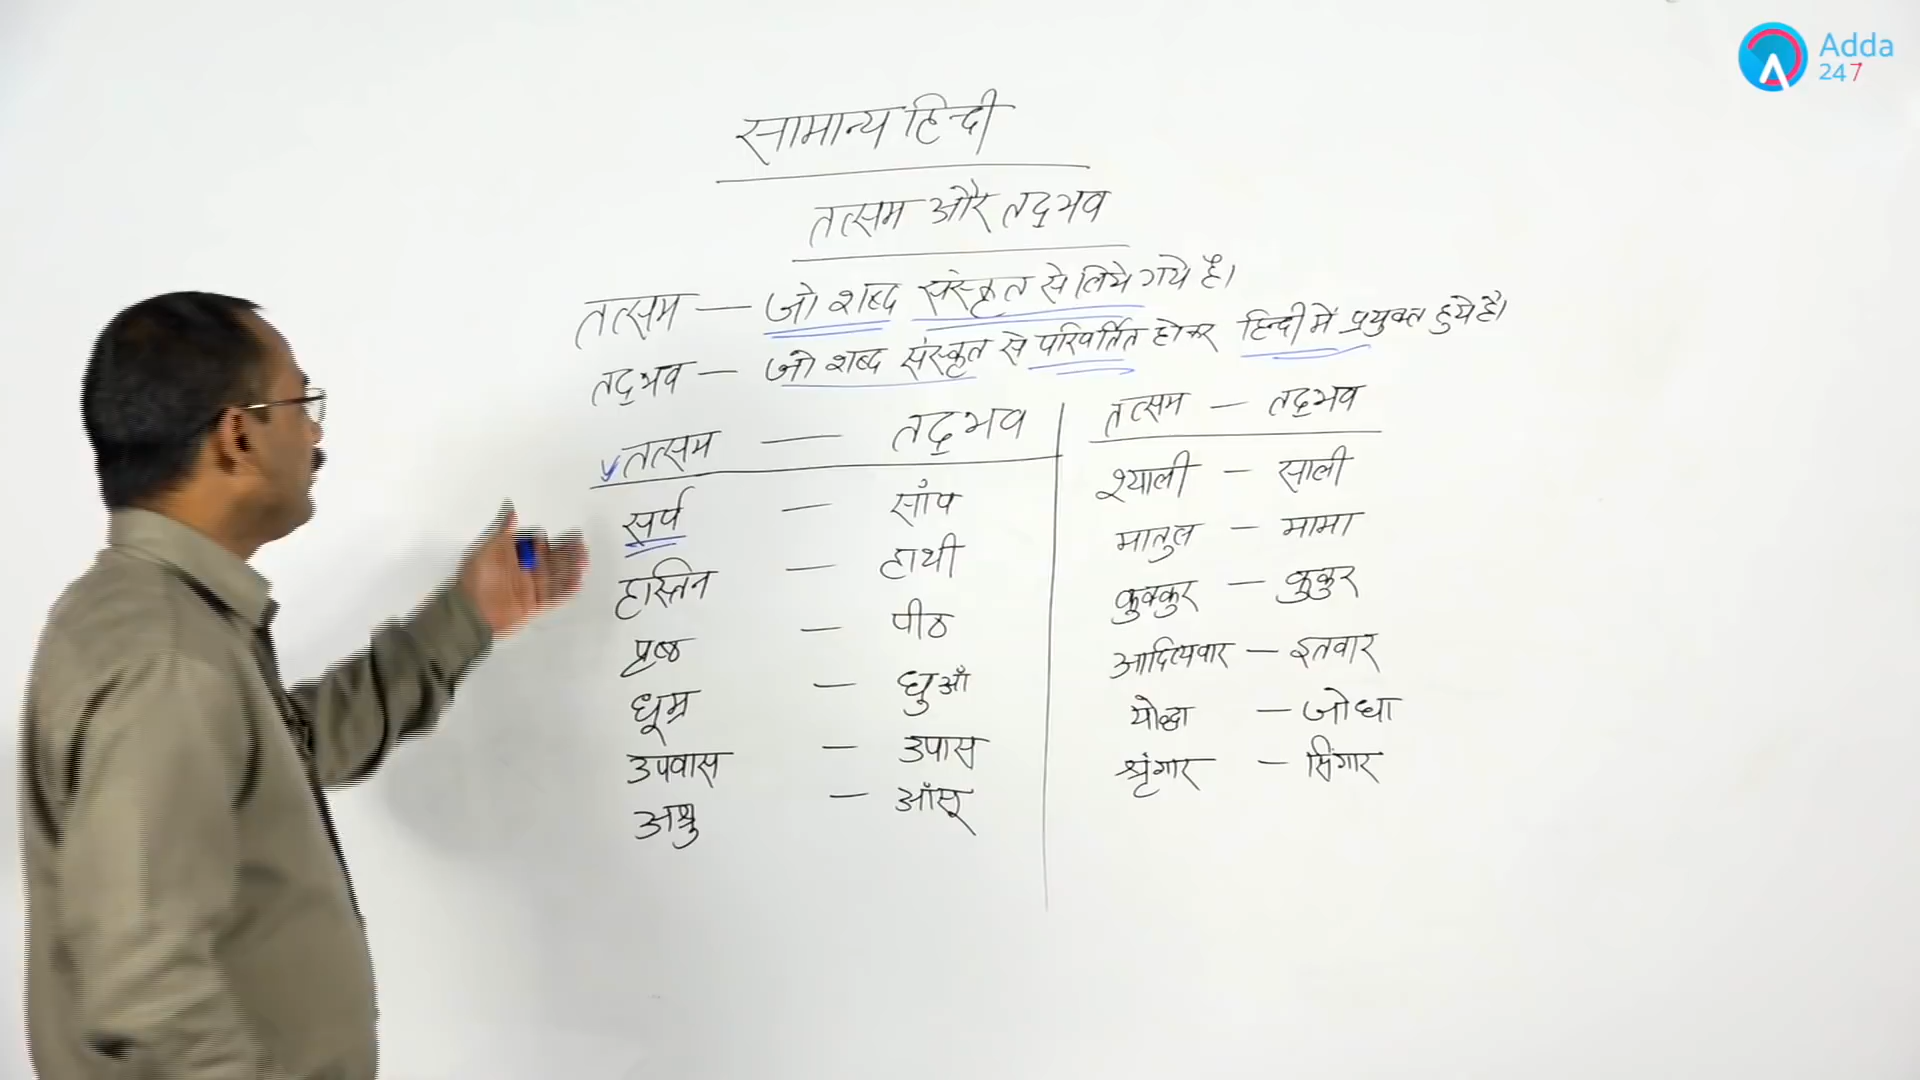 Adda
247
सामान्य हिन्दी
तत्सम और तद्भव
तत्सम — जो शब्द संस्कृत से लिये गये है।
तद्भव — जो शब्द संस्कृत से परिवर्तित होकर हिन्दी में प्रयुक्त हुये है।
तत्सम — तद्भव
सर्प — साँप
हास्तिन — हाथी
पृष्ठ — पीठ
धूम्र — धुआँ
उपवास — उपास
अश्रु — आँसू
तत्सम — तद्भव
श्याली — साली
मातुल — मामा
कुक्कुर — कुकुर
आदित्यवार — इतवार
योद्धा — जोधा
श्रृंगार — सिंगार